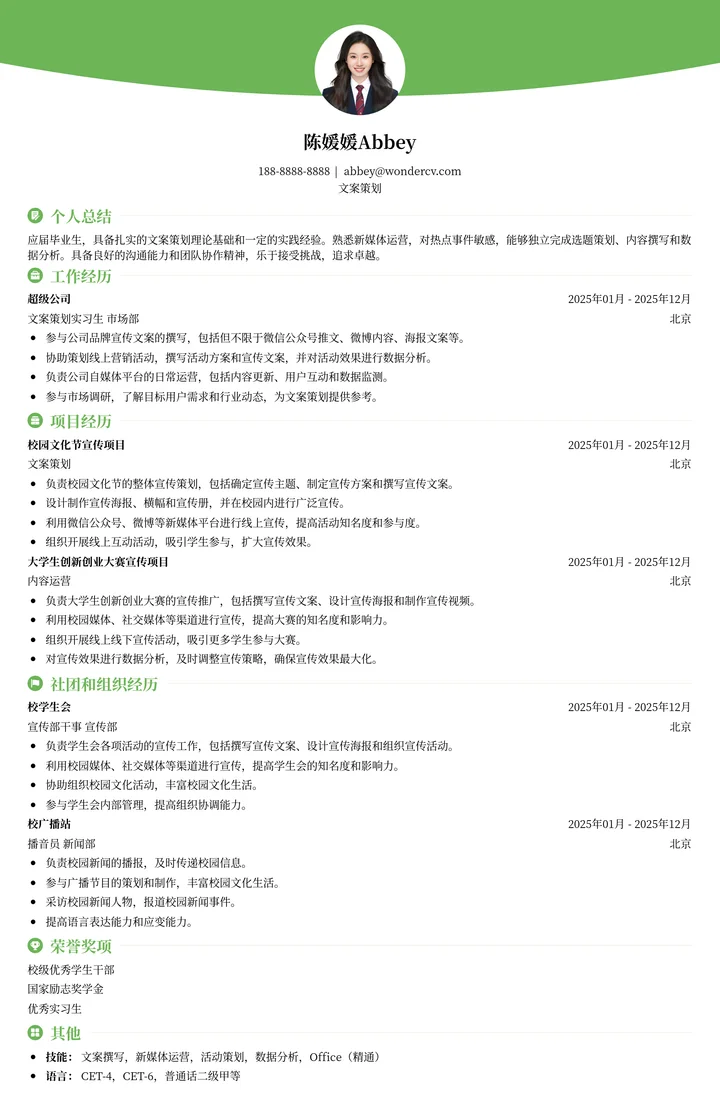 陈媛媛Abbey
188-8888-8888 | abbey@wondercv.com
文案策划
个人总结
应届毕业生，具备扎实的文案策划理论基础和一定的实践经验。熟悉新媒体运营，对热点事件敏感，能够独立完成选题策划、内容撰写和数
据分析。具备良好的沟通能力和团队协作精神，乐于接受挑战，追求卓越。
工作经历
超级公司 2025年01月 - 2025年12月
文案策划实习生 市场部 北京
• 参与公司品牌宣传文案的撰写，包括但不限于微信公众号推文、微博内容、海报文案等。
• 协助策划线上营销活动，撰写活动方案和宣传文案，并对活动效果进行数据分析。
• 负责公司自媒体平台的日常运营，包括内容更新、用户互动和数据监测。
• 参与市场调研，了解目标用户需求和行业动态，为文案策划提供参考。
项目经历
校园文化节宣传项目 2025年01月 - 2025年12月
文案策划 北京
• 负责校园文化节的整体宣传策划，包括确定宣传主题、制定宣传方案和撰写宣传文案。
• 设计制作宣传海报、横幅和宣传册，并在校园内进行广泛宣传。
• 利用微信公众号、微博等新媒体平台进行线上宣传，提高活动知名度和参与度。
• 组织开展线上互动活动，吸引学生参与，扩大宣传效果。
大学生创新创业大赛宣传项目 2025年01月 - 2025年12月
内容运营 北京
• 负责大学生创新创业大赛的宣传推广，包括撰写宣传文案、设计宣传海报和制作宣传视频。
• 利用校园媒体、社交媒体等渠道进行宣传，提高大赛的知名度和影响力。
• 组织开展线上线下宣传活动，吸引更多学生参与大赛。
• 对宣传效果进行数据分析，及时调整宣传策略，确保宣传效果最大化。
社团和组织经历
校学生会 2025年01月 - 2025年12月
宣传部干事 宣传部 北京
• 负责学生会各项活动的宣传工作，包括撰写宣传文案、设计宣传海报和组织宣传活动。
• 利用校园媒体、社交媒体等渠道进行宣传，提高学生会的知名度和影响力。
• 协助组织校园文化活动，丰富校园文化生活。
• 参与学生会内部管理，提高组织协调能力。
校广播站 2025年01月 - 2025年12月
播音员 新闻部 北京
• 负责校园新闻的播报，及时传递校园信息。
• 参与广播节目的策划和制作，丰富校园文化生活。
• 采访校园新闻人物，报道校园新闻事件。
• 提高语言表达能力和应变能力。
荣誉奖项
校级优秀学生干部
国家励志奖学金
优秀实习生
其他
• 技能： 文案撰写，新媒体运营，活动策划，数据分析，Office（精通）
• 语言： CET-4，CET-6，普通话二级甲等